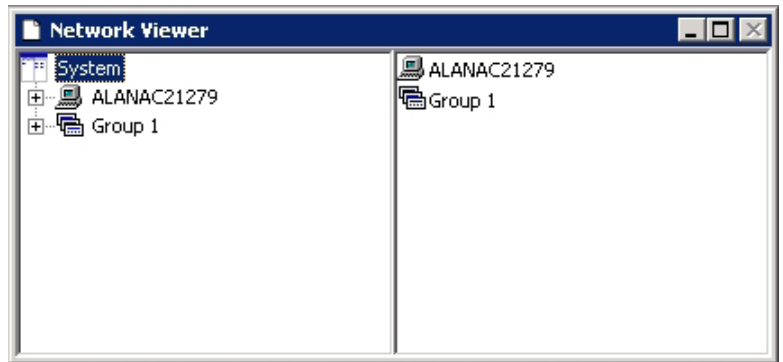 Network Viewer
System
ALANAC21279
Group 1
ALANAC21279
Group 1